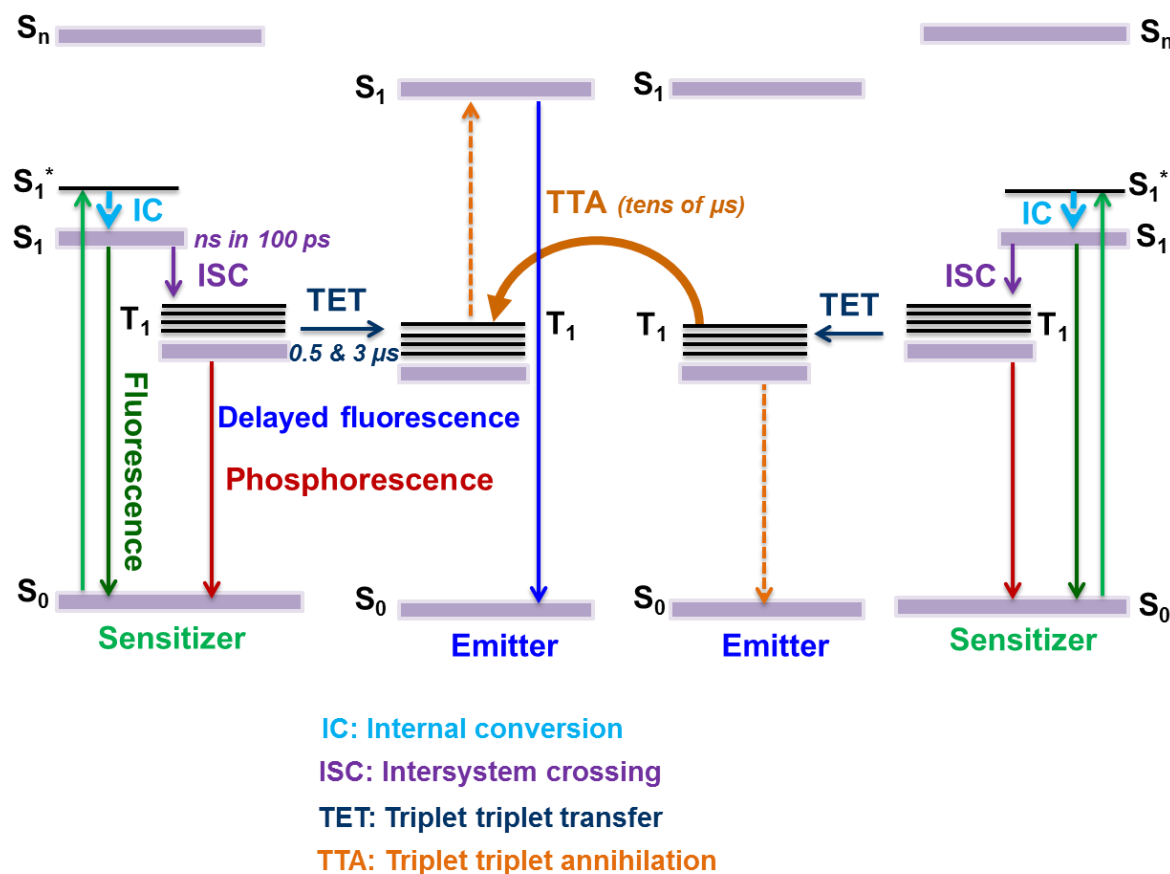 Sₙ
Sₙ
S₁
S₁
S₁*
S₁*
TTA (tens of µs)
IC
IC
S₁
ns in 100 ps
S₁
ISC
ISC
TET
TET
T₁
T₁
T₁
T₁
0.5 & 3 µs
Fluorescence
Delayed fluorescence
Phosphorescence
S₀
S₀
S₀
S₀
Sensitizer
Emitter
Emitter
Sensitizer
IC: Internal conversion
ISC: Intersystem crossing
TET: Triplet triplet transfer
TTA: Triplet triplet annihilation